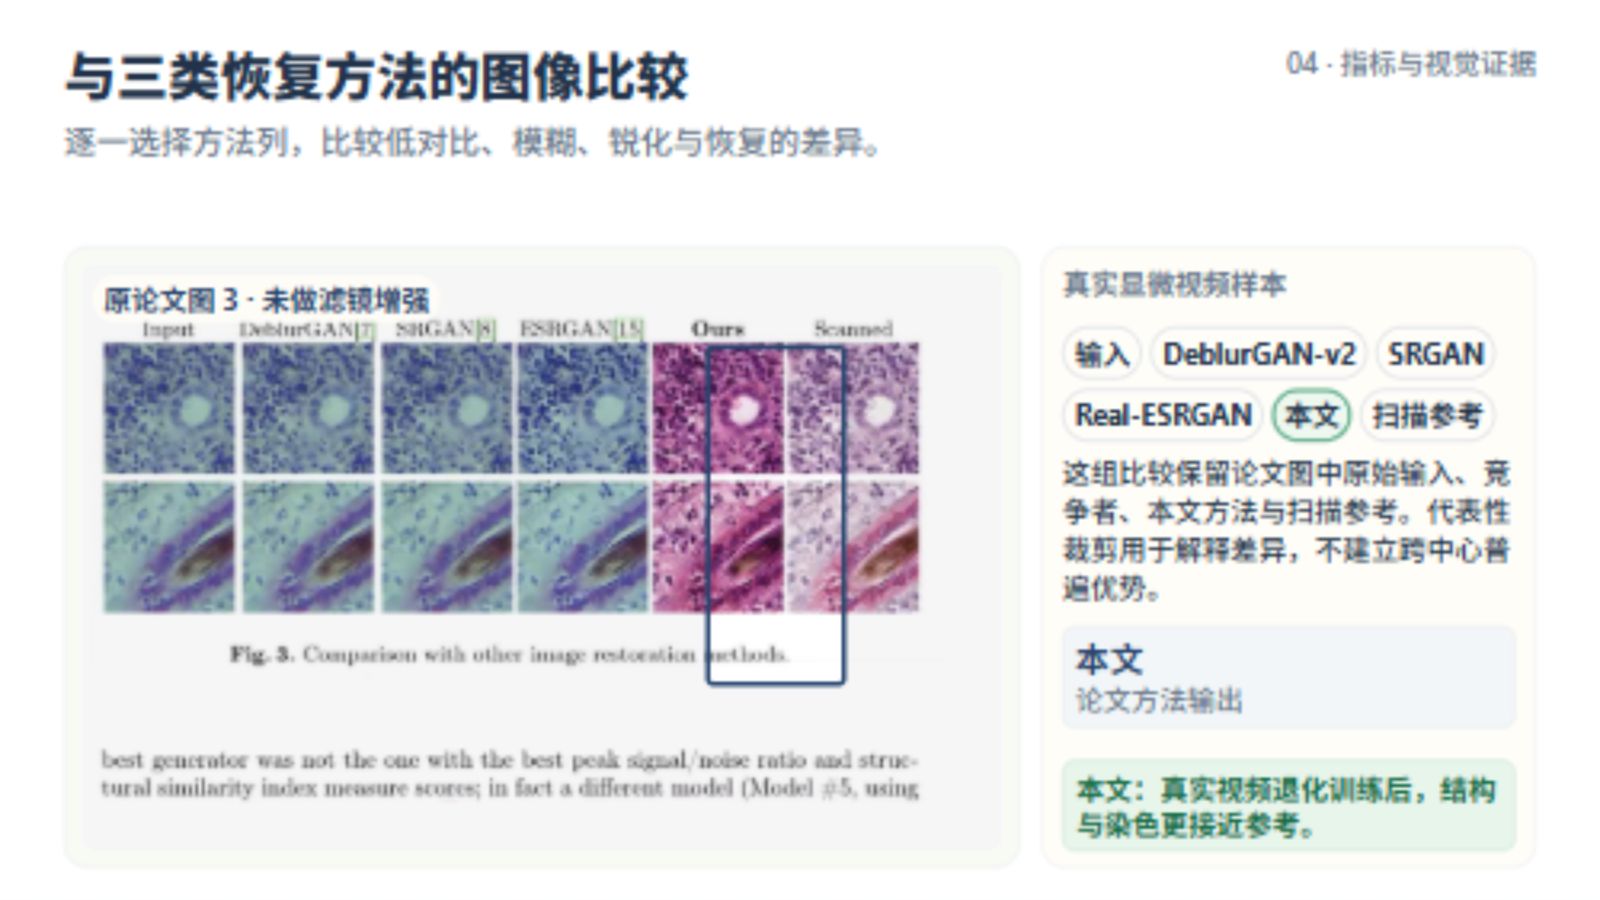 与三类恢复方法的图像比较
04 · 指标与视觉证据
逐一选择方法列，比较低对比、模糊、锐化与恢复的差异。
原论文图 3 · 未做滤镜增强
Input DeblurGAN[7] SRGAN[8] ESRGAN[15] Ours Scanned
Fig. 3. Comparison with other image restoration methods.
best generator was not the one with the best peak signal/noise ratio and struc-
tural similarity index measure scores; in fact a different model (Model #5, using
真实显微视频样本
输入 DeblurGAN-v2 SRGAN
Real-ESRGAN 本文 扫描参考
这组比较保留论文图中原始输入、竞
争者、本文方法与扫描参考。代表性
裁剪用于解释差异，不建立跨中心普
遍优势。
本文
论文方法输出
本文：真实视频退化训练后，结构
与染色更接近参考。